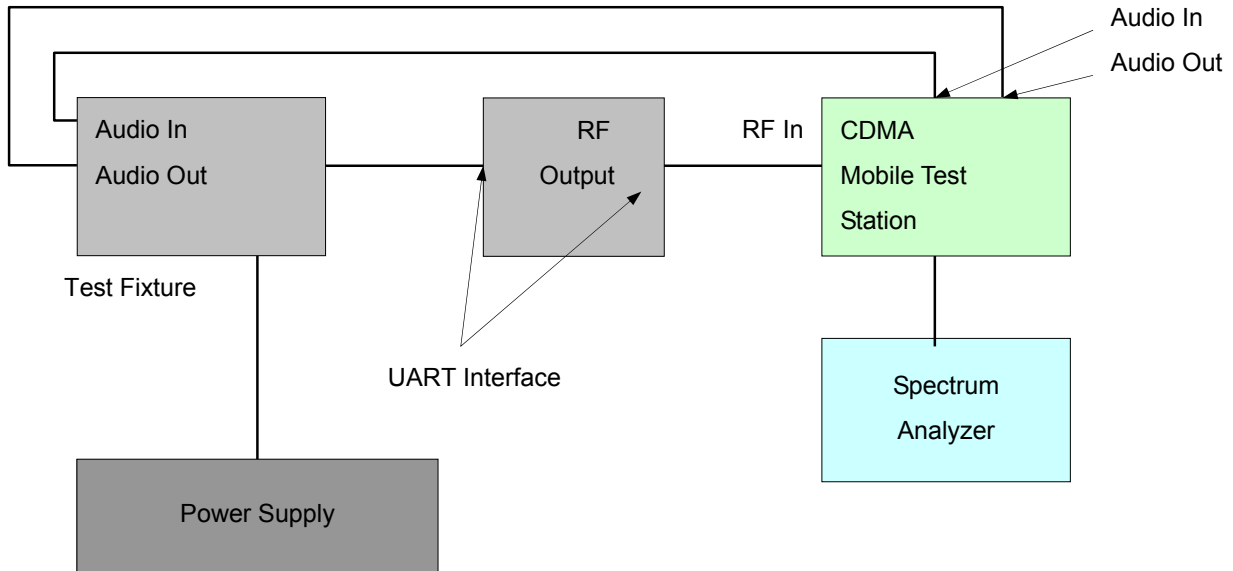 Audio In
Audio Out
Audio In
Audio Out
RF
Output
RF In
CDMA
Mobile Test
Station
Test Fixture
UART Interface
Spectrum
Analyzer
Power Supply